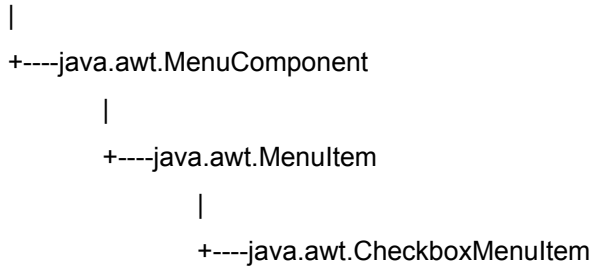 |
+----java.awt.MenuComponent
|
+----java.awt.MenuItem
|
+----java.awt.CheckboxMenuItem